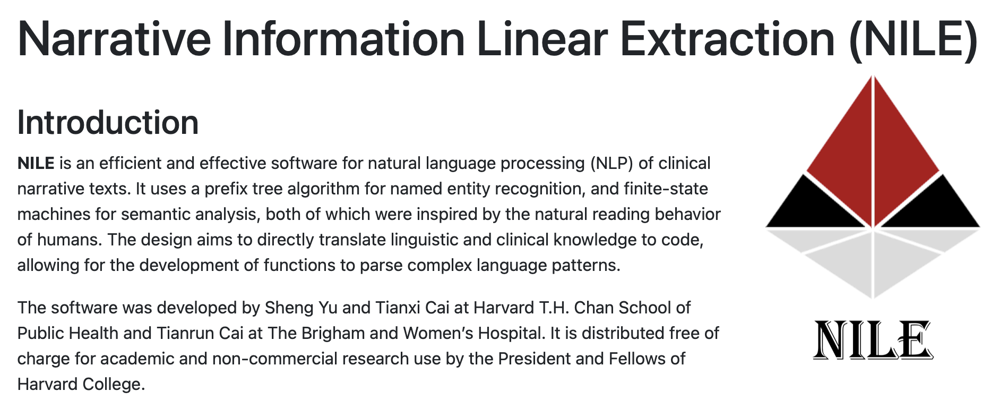 Narrative Information Linear Extraction (NILE)
Introduction
NILE is an efficient and effective software for natural language processing (NLP) of clinical
narrative texts. It uses a prefix tree algorithm for named entity recognition, and finite-state
machines for semantic analysis, both of which were inspired by the natural reading behavior
of humans. The design aims to directly translate linguistic and clinical knowledge to code,
allowing for the development of functions to parse complex language patterns.
The software was developed by Sheng Yu and Tianxi Cai at Harvard T.H. Chan School of
Public Health and Tianrun Cai at The Brigham and Women’s Hospital. It is distributed free of
charge for academic and non-commercial research use by the President and Fellows of
Harvard College.
NILE